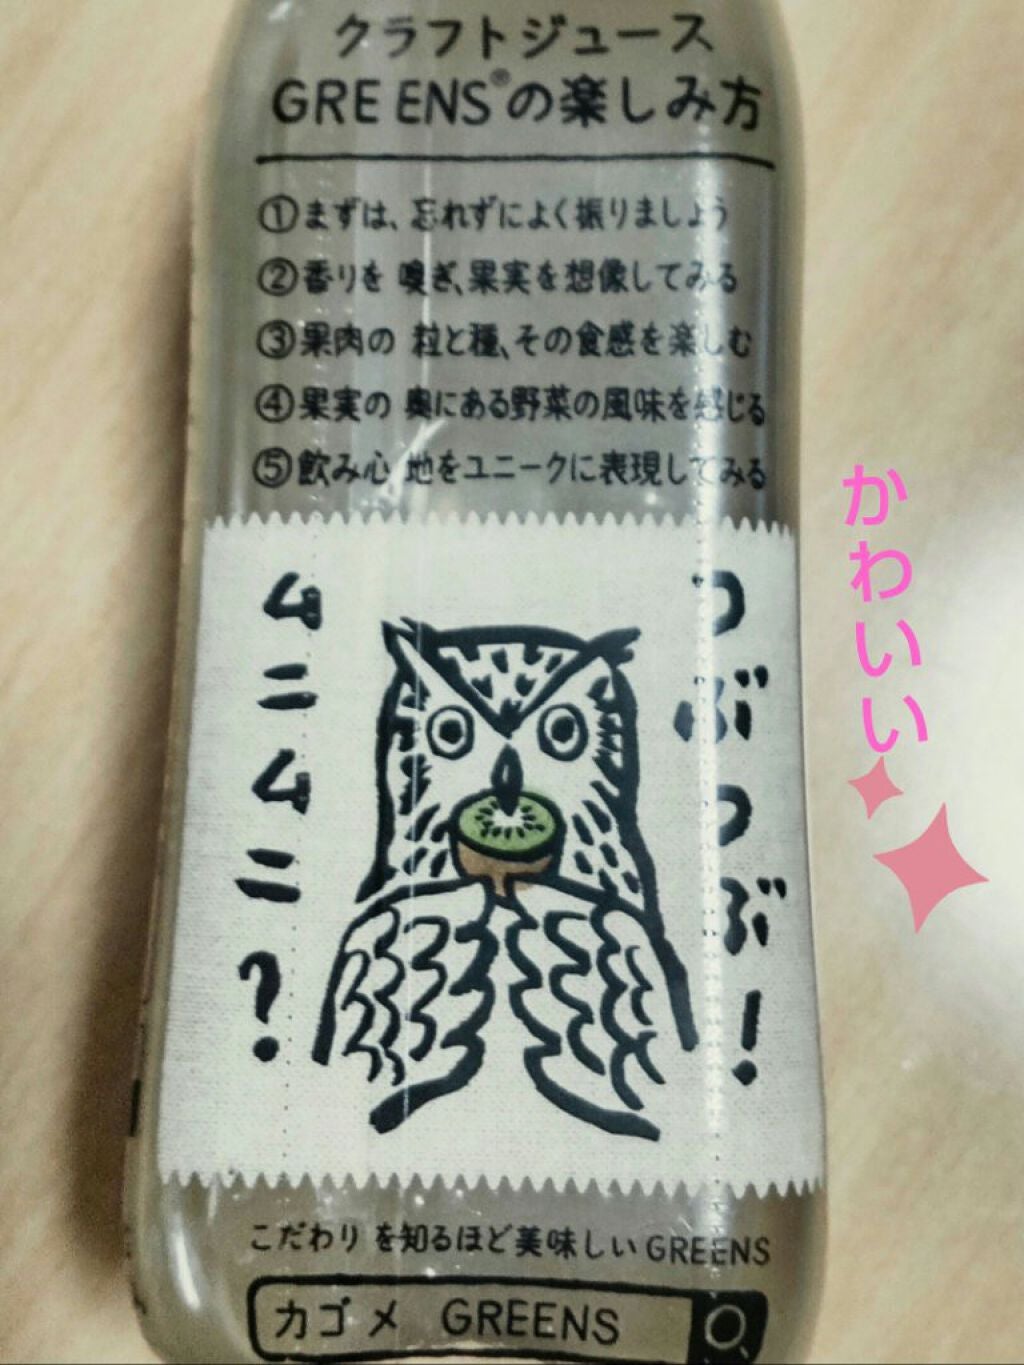 クラフトジュース
GREENS®の楽しみ方
①まずは、忘れずによく振りましょう
②香りを嗅ぎ、果実を想像してみる
③果肉の粒と種、その食感を楽しむ
④果実の奥にある野菜の風味を感じる
⑤飲み心地をユニークに表現してみる
つぶつぶ!
ムニムニ?
かわいい
こだわりを知るほど美味しいGREENS
カゴメ GREENS